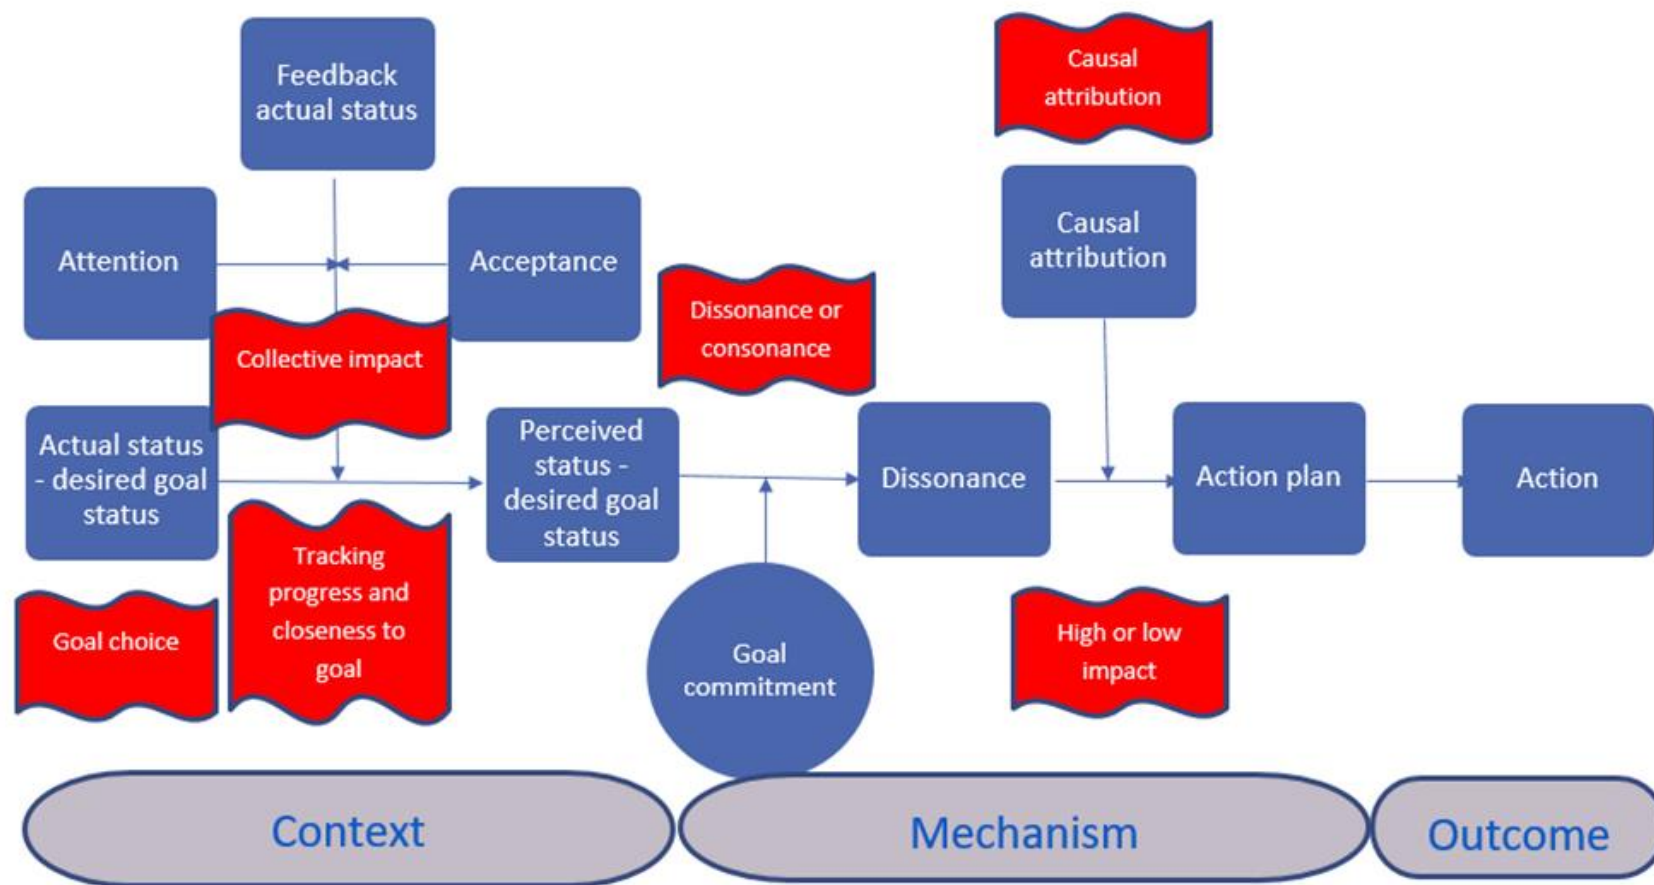 Feedback
actual status
Causal
attribution
Attention
Acceptance
Causal
attribution
Dissonance or
consonance
Collective impact
Actual status
- desired goal
status
Perceived
status -
desired goal
status
Dissonance
Action plan
Action
Tracking
progress and
closeness to
goal
Goal choice
Goal
commitment
High or low
impact
Context
Mechanism
Outcome